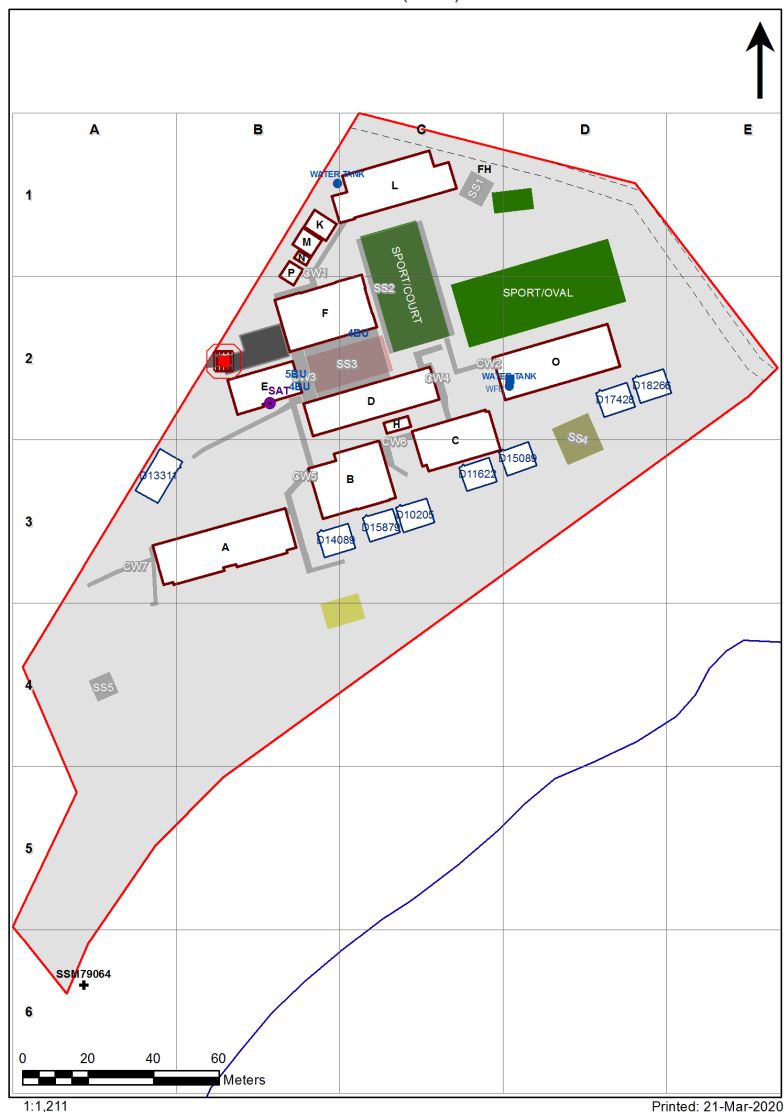 A
B
C
D
E
1
WATER TANK
FH
L
SS1
K
M
N
P
CW1
SPORT/COURT
SS2
SPORT/OVAL
F
4BU
2
SS3
O
5BU
4BU
E
SAT
CW4
CW2
WATER TANK
D
D17428
D18266
H
CW6
C
SS4
D13311
CW5
B
D11622
D15089
3
D14089
D15879
D10205
A
CW7
4
SS5
5
SSM79064
6
0 20 40 60
Meters
1:1,211
Printed: 21-Mar-2020